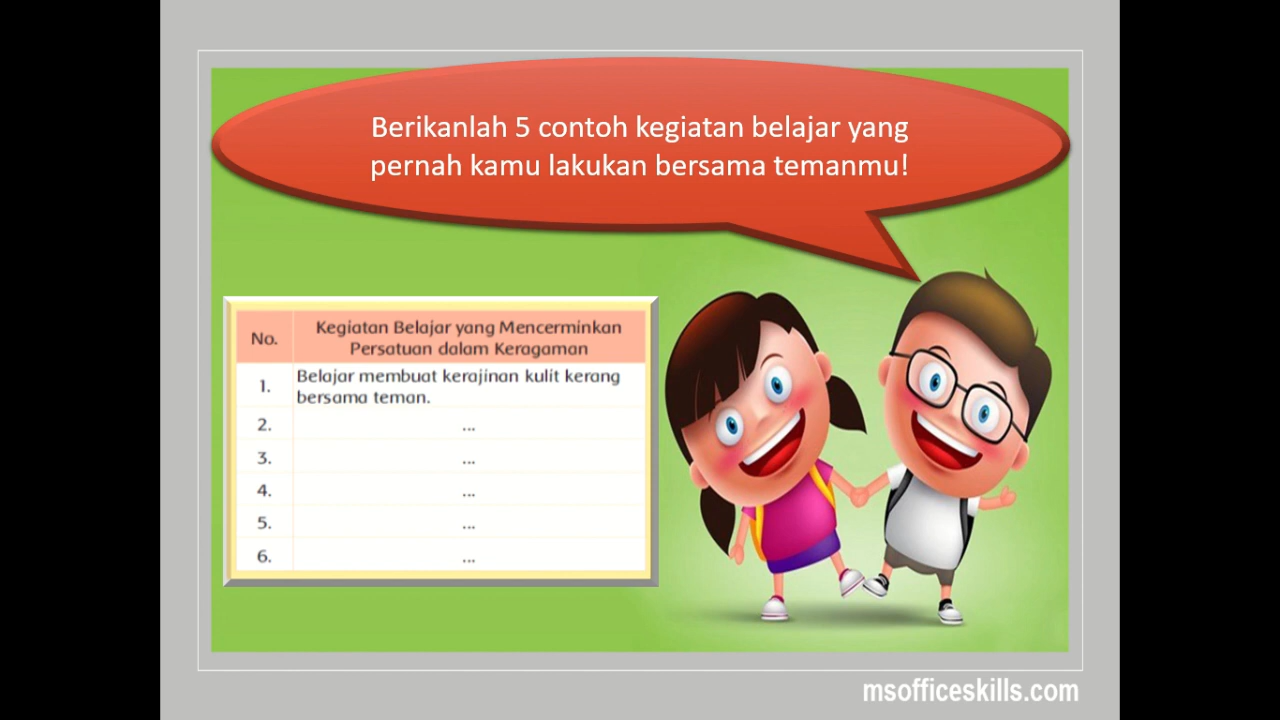 Berikanlah 5 contoh kegiatan belajar yang
pernah kamu lakukan bersama temanmu!
No.
Kegiatan Belajar yang Mencerminkan
Persatuan dalam Keragaman
1.
Belajar membuat kerajinan kulit kerang
bersama teman.
2. ...
3. ...
4. ...
5. ...
6. ...
msofficeskills.com